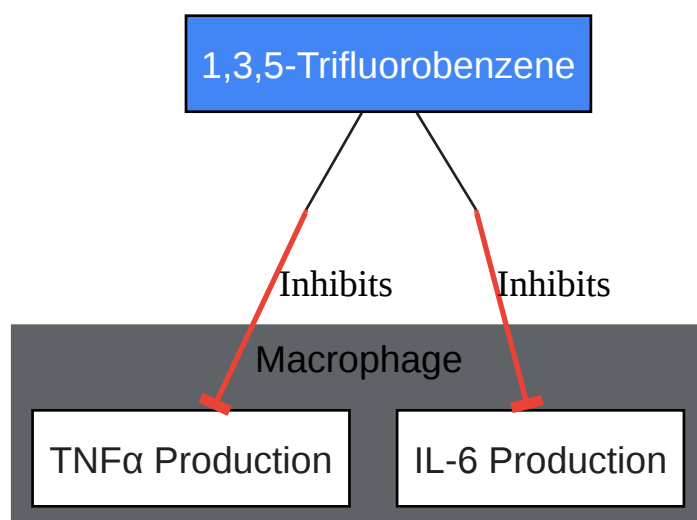 1,3,5-Trifluorobenzene
Inhibits
Inhibits
Macrophage
TNFα Production
IL-6 Production